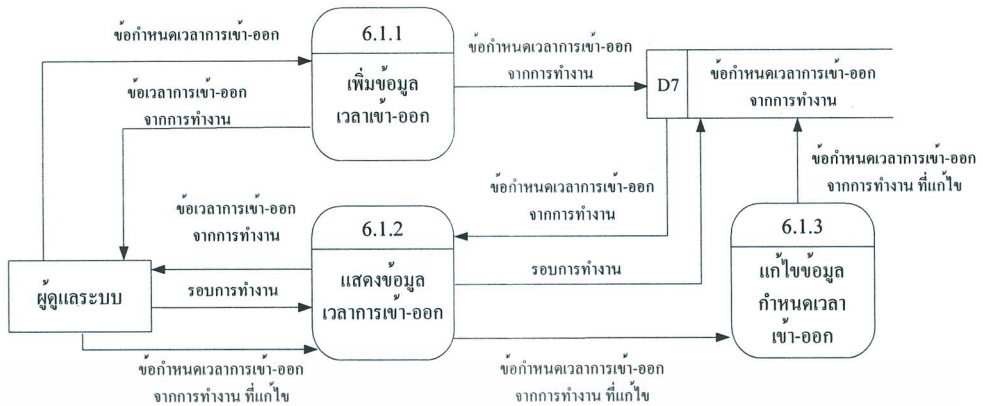 ข้อกำหนดเวลาการเข้า-ออก
6.1.1
เพิ่มข้อมูล
เวลาเข้า-ออก
ข้อกำหนดเวลาการเข้า-ออก
จากการทำงาน
D7
ข้อกำหนดเวลาการเข้า-ออก
จากการทำงาน
ข้อเวลาการเข้า-ออก
จากการทำงาน
ข้อกำหนดเวลาการเข้า-ออก
จากการทำงาน ที่แก้ไข
ข้อกำหนดเวลาการเข้า-ออก
จากการทำงาน
ข้อเวลาการเข้า-ออก
จากการทำงาน
6.1.2
แสดงข้อมูล
เวลาการเข้า-ออก
6.1.3
แก้ไขข้อมูล
กำหนดเวลา
เข้า-ออก
รอบการทำงาน
ผู้ดูแลระบบ
รอบการทำงาน
ข้อกำหนดเวลาการเข้า-ออก
จากการทำงาน ที่แก้ไข
ข้อกำหนดเวลาการเข้า-ออก
จากการทำงาน ที่แก้ไข